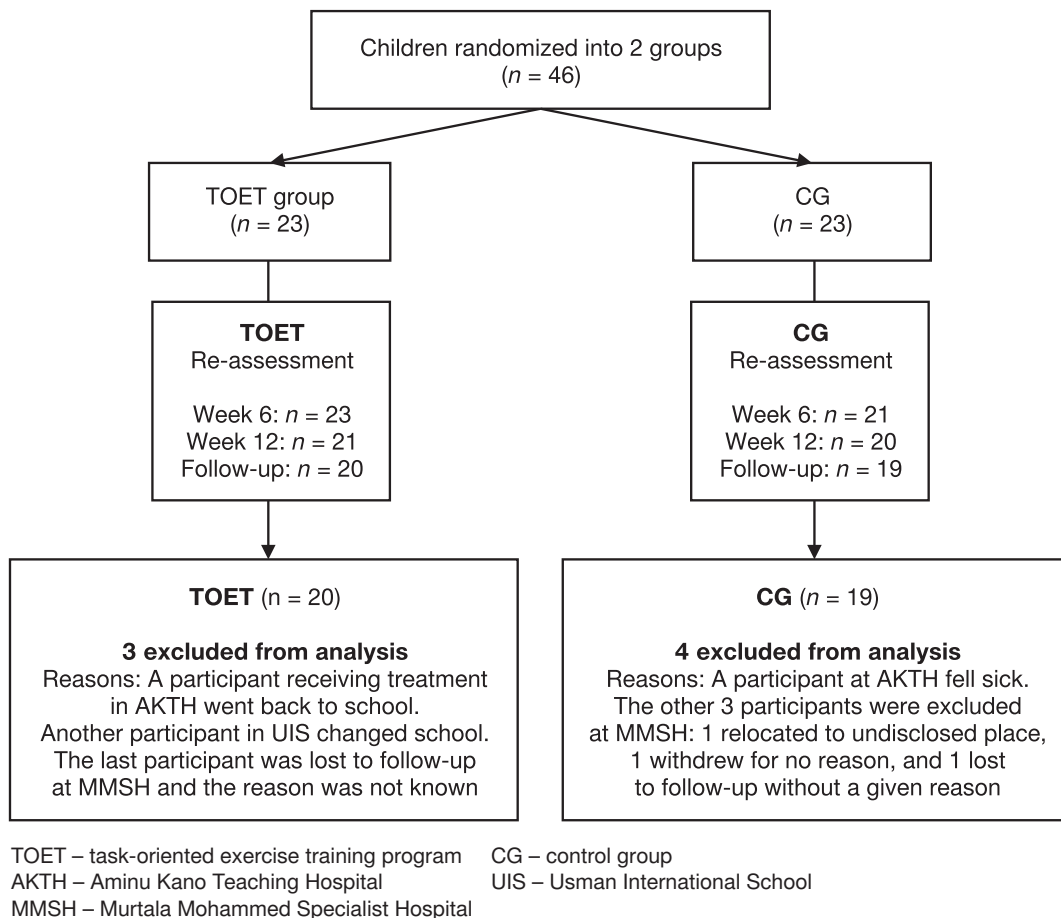 Children randomized into 2 groups
(n = 46)
TOET group
(n = 23)
CG
(n = 23)
TOET
Re-assessment
Week 6: n = 23
Week 12: n = 21
Follow-up: n = 20
CG
Re-assessment
Week 6: n = 21
Week 12: n = 20
Follow-up: n = 19
TOET (n = 20)
3 excluded from analysis
Reasons: A participant receiving treatment
in AKTH went back to school.
Another participant in UIS changed school.
The last participant was lost to follow-up
at MMSH and the reason was not known
CG (n = 19)
4 excluded from analysis
Reasons: A participant at AKTH fell sick.
The other 3 participants were excluded
at MMSH: 1 relocated to undisclosed place,
1 withdrew for no reason, and 1 lost
to follow-up without a given reason
TOET – task-oriented exercise training program
CG – control group
AKTH – Aminu Kano Teaching Hospital
UIS – Usman International School
MMSH – Murtala Mohammed Specialist Hospital